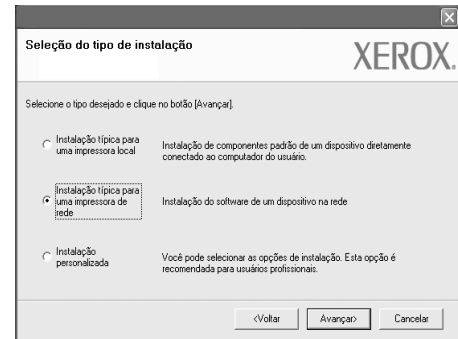 Seleção do tipo de instalação
XEROX.
Selecione o tipo desejado e clique no botão [Avançar].
Instalação típica para
uma impressora local
Instalação de componentes padrão de um dispositivo diretamente
conectado ao computador do usuário.
Instalação típica para
uma impressora de
rede
Instalação do software de um dispositivo na rede
Instalação
personalizada
Você pode selecionar as opções de instalação. Esta opção é
recomendada para usuários profissionais.
<Voltar
Avançar>
Cancelar